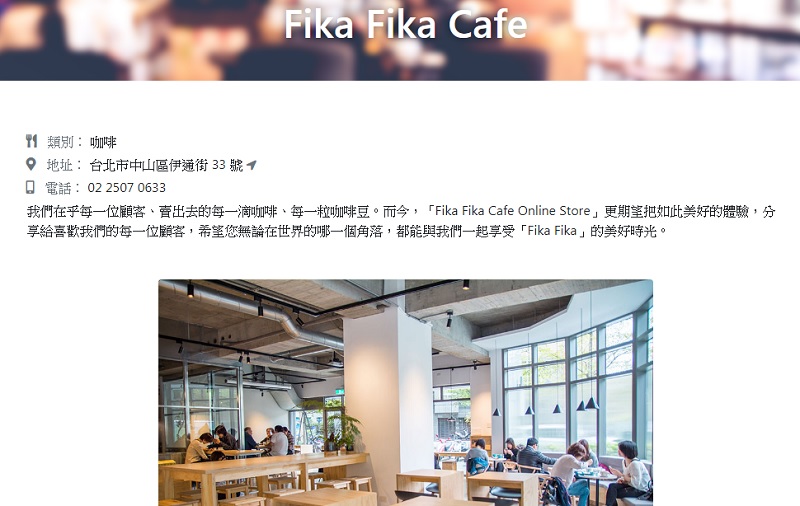 Fika Fika Cafe
類別： 咖啡
地址： 台北市中山區伊通街 33 號
電話： 02 2507 0633
我們在乎每一位顧客、賣出去的每一滴咖啡、每一粒咖啡豆。而今，「Fika Fika Cafe Online Store」更期望把如此美好的體驗，分
享給喜歡我們的每一位顧客，希望您無論在世界的哪一個角落，都能與我們一起享受「Fika Fika」的美好時光。